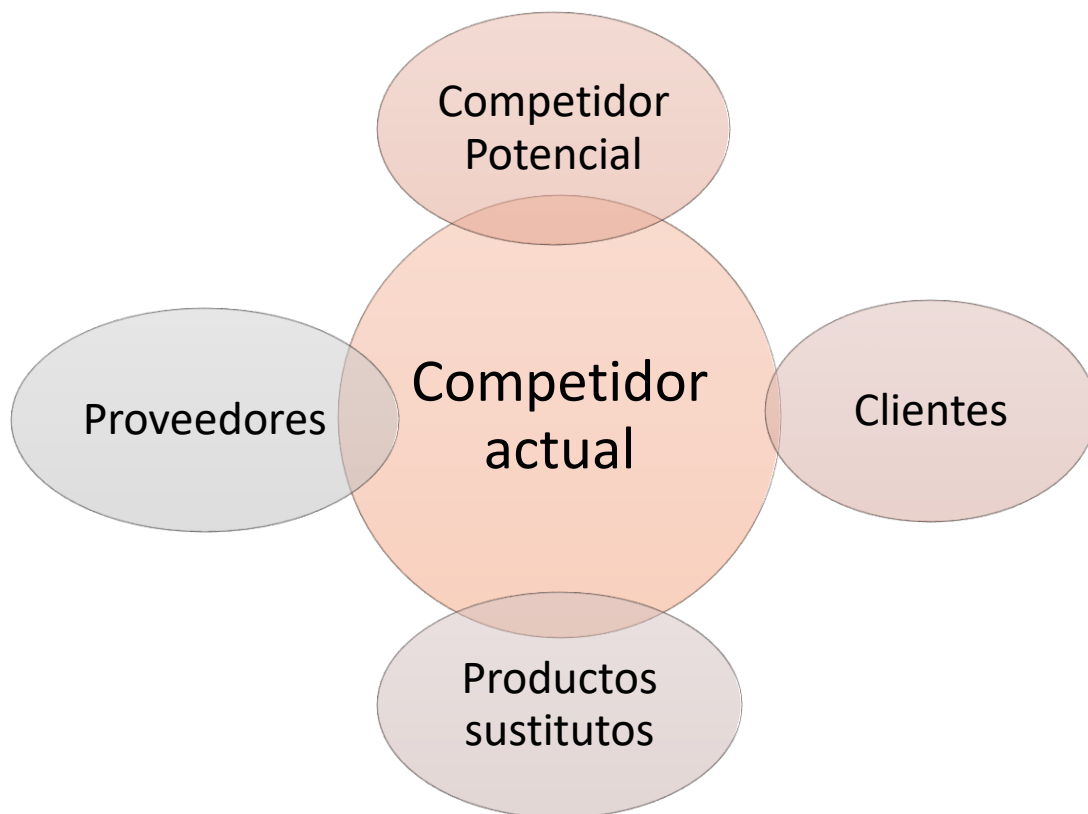 Competidor
Potencial
Proveedores
Competidor
actual
Clientes
Productos
sustitutos